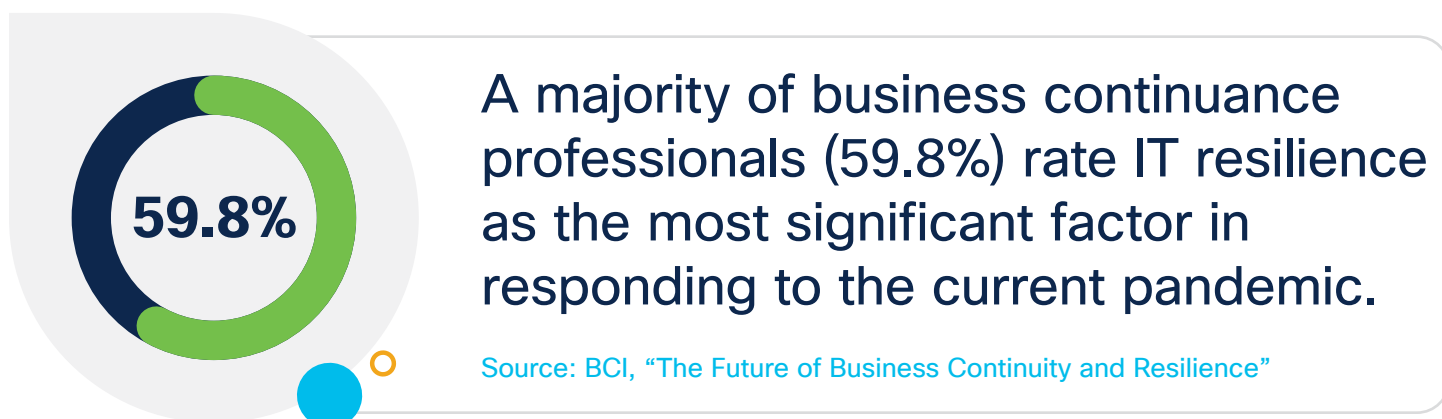 59.8%
A majority of business continuance
professionals (59.8%) rate IT resilience
as the most significant factor in
responding to the current pandemic.
Source: BCI, “The Future of Business Continuity and Resilience”